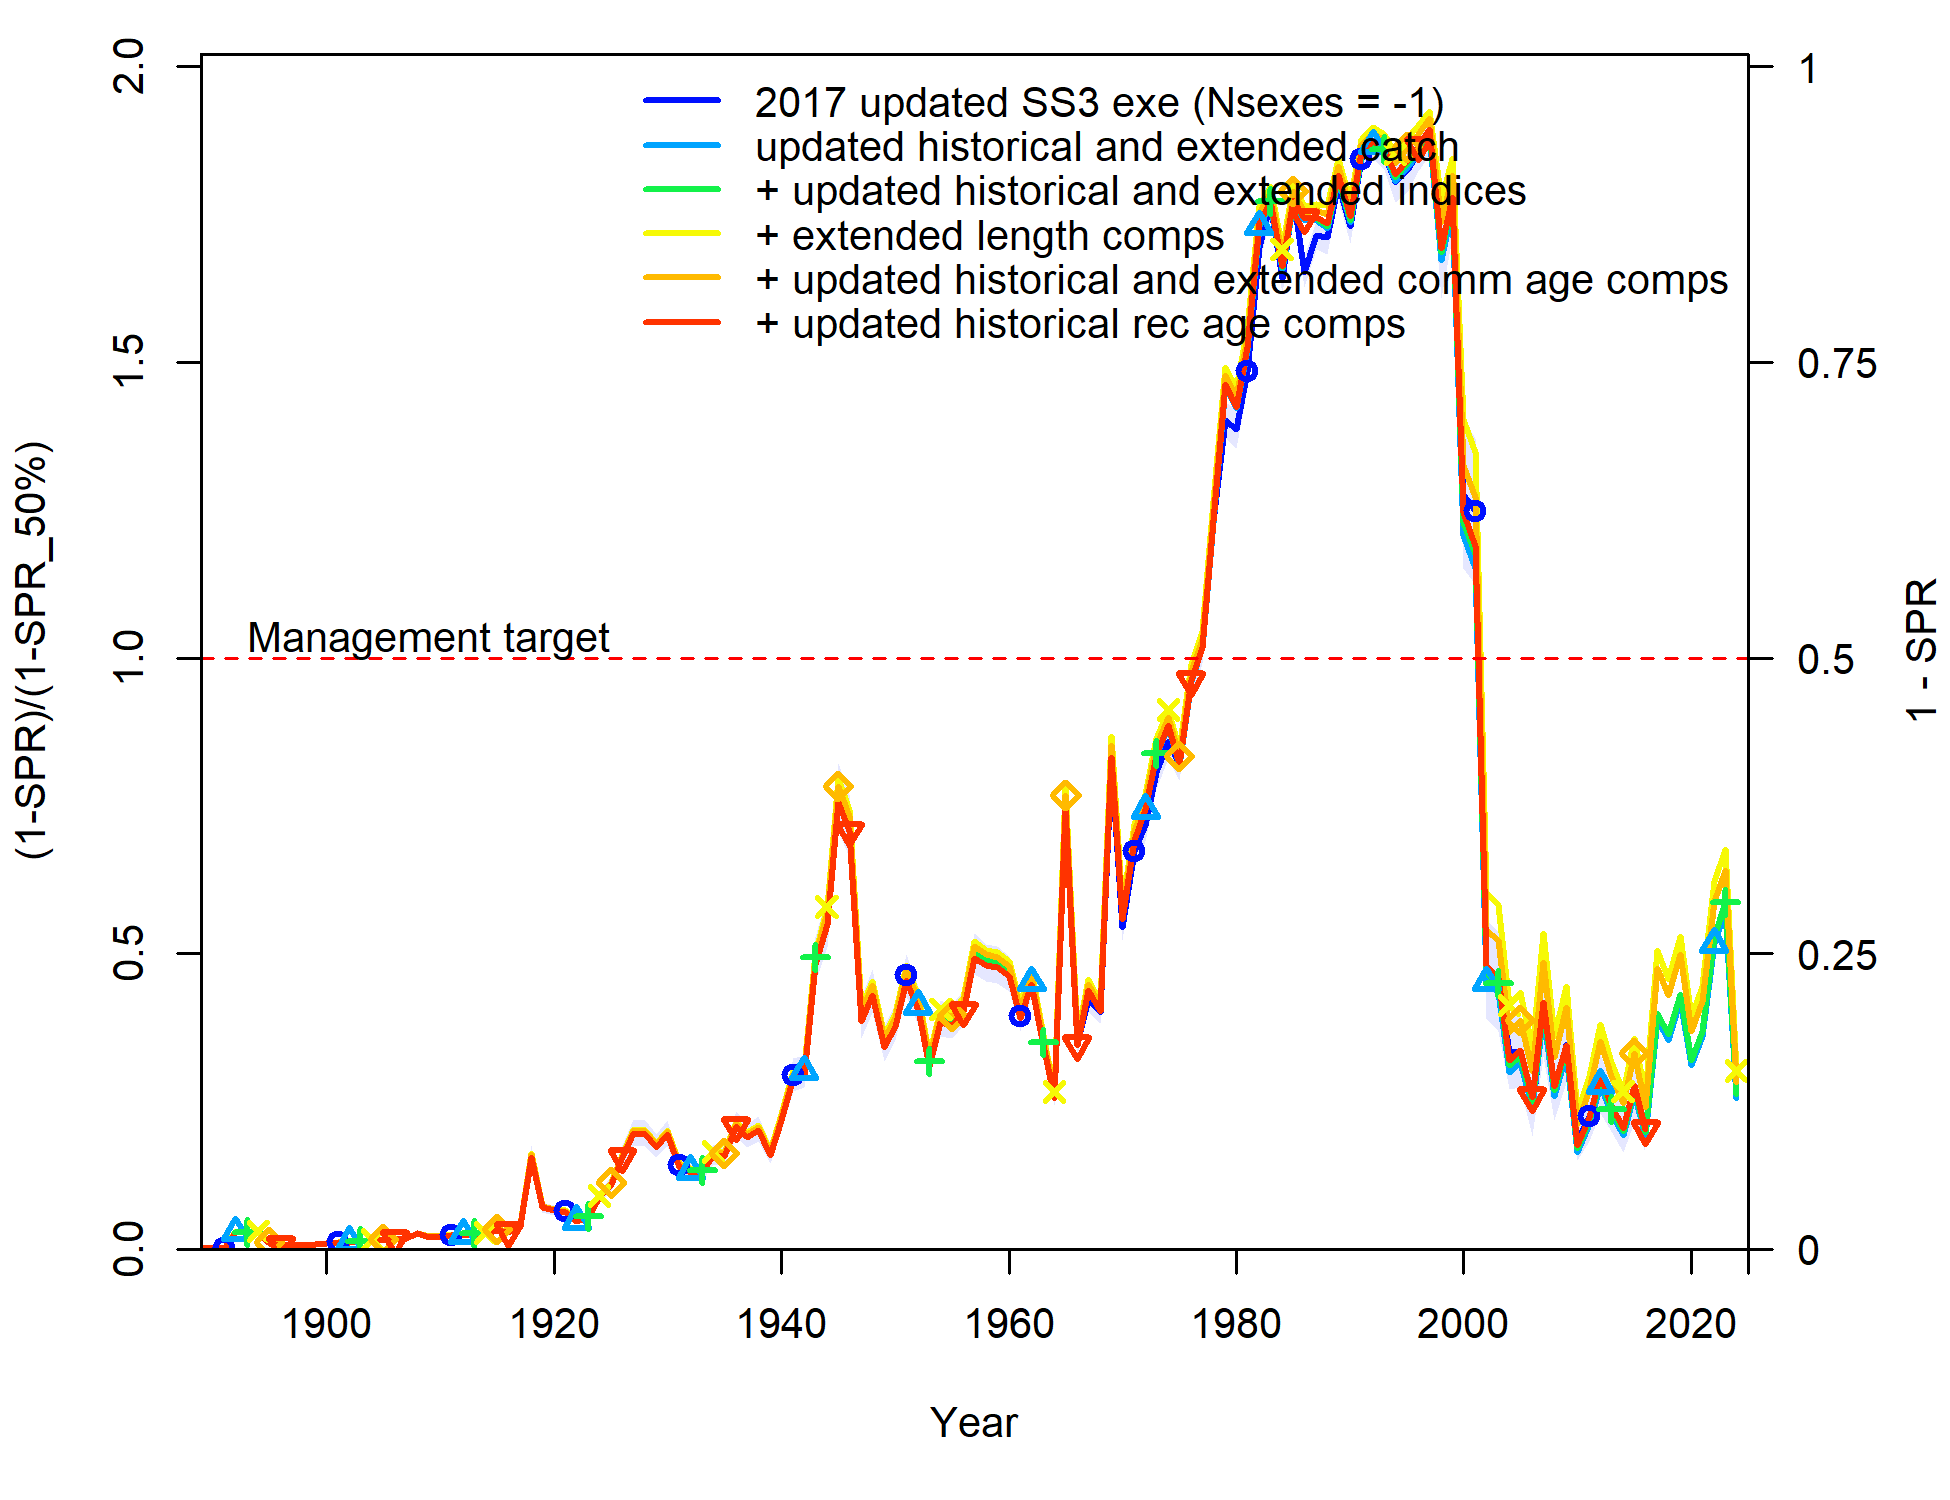 2017 updated SS3 exe (Nsexes = -1)
updated historical and extended catch
+ updated historical and extended indices
+ extended length comps
+ updated historical and extended comm age comps
+ updated historical rec age comps
Management target
(1-SPR)/(1-SPR_50%)
0.0
0.5
1.0
1.5
2.0
1 - SPR
0
0.25
0.5
0.75
1
1900
1920
1940
1960
1980
2000
2020
Year